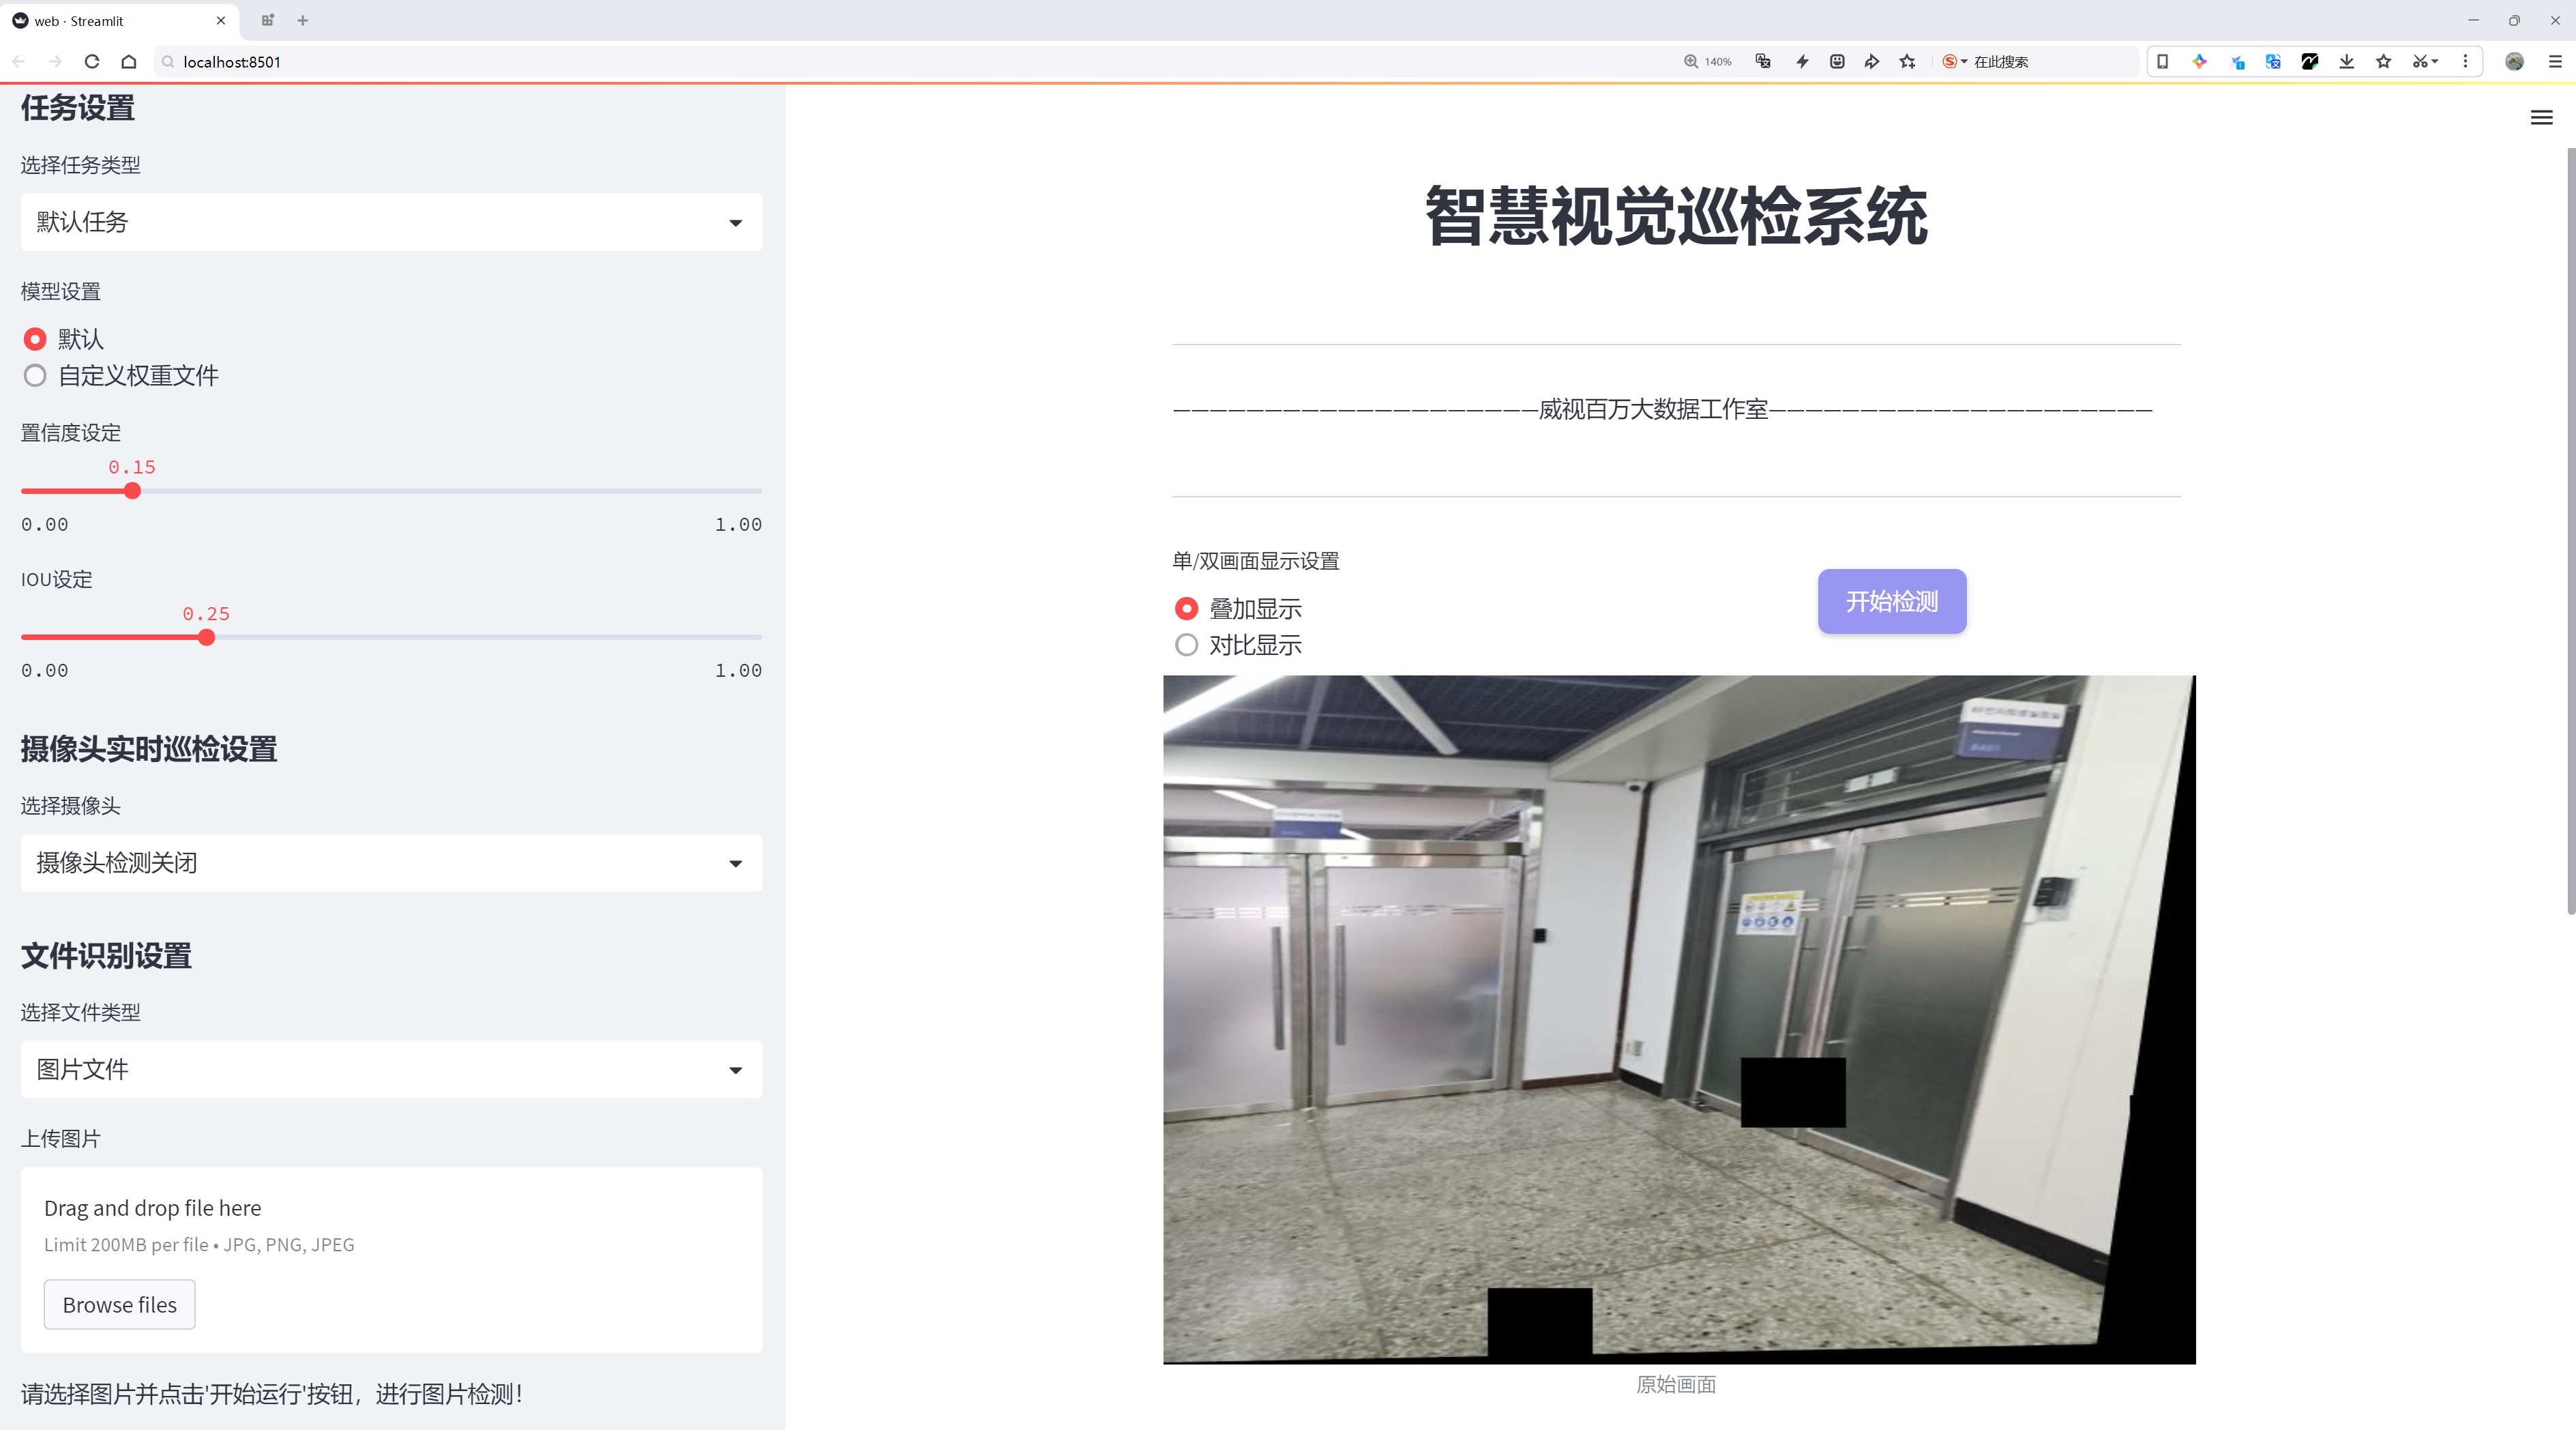 web · Streamlit
localhost:8501
140%
在此搜索
任务设置
选择任务类型
默认任务
模型设置
默认
自定义权重文件
置信度设定
0.15
0.00
1.00
IOU设定
0.25
0.00
1.00
摄像头实时巡检设置
选择摄像头
摄像头检测关闭
文件识别设置
选择文件类型
图片文件
上传图片
Drag and drop file here
Limit 200MB per file • JPG, PNG, JPEG
Browse files
请选择图片并点击'开始运行'按钮，进行图片检测！
智慧视觉巡检系统
————————————————————威视百万大数据工作室—————————————————————
单/双画面显示设置
叠加显示
对比显示
开始检测
原始画面